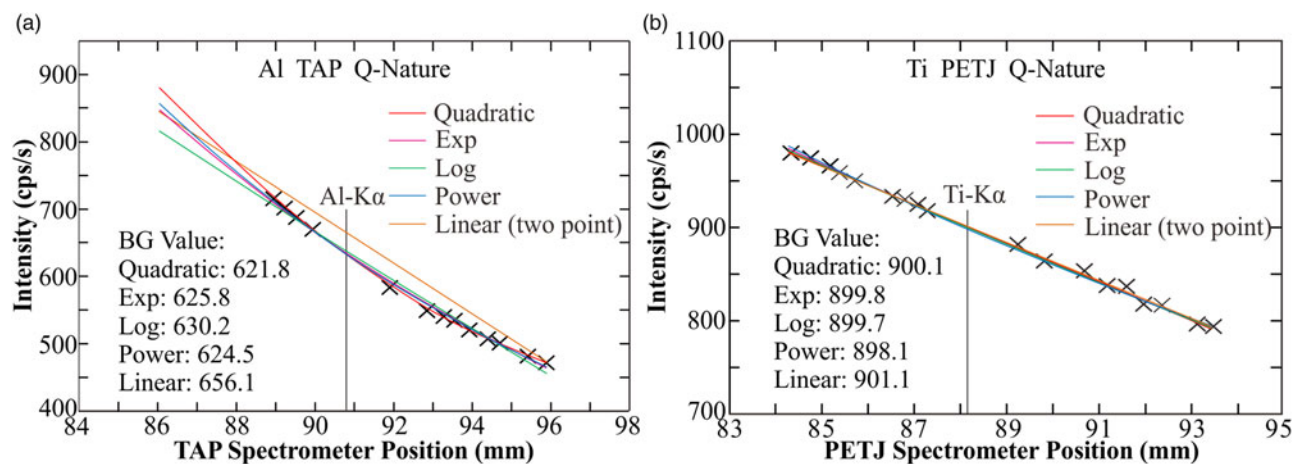 (a)
Al TAP Q-Nature
Quadratic
Exp
Log
Power
Linear (two point)
Al-Kα
BG Value:
Quadratic: 621.8
Exp: 625.8
Log: 630.2
Power: 624.5
Linear: 656.1
Intensity (cps/s)
900
800
700
600
500
400
84 86 88 90 92 94 96 98
TAP Spectrometer Position (mm)
(b)
Ti PETJ Q-Nature
Quadratic
Exp
Log
Power
Linear (two point)
Ti-Kα
BG Value:
Quadratic: 900.1
Exp: 899.8
Log: 899.7
Power: 898.1
Linear: 901.1
Intensity (cps/s)
1100
1000
900
800
700
83 85 87 89 91 93 95
PETJ Spectrometer Position (mm)